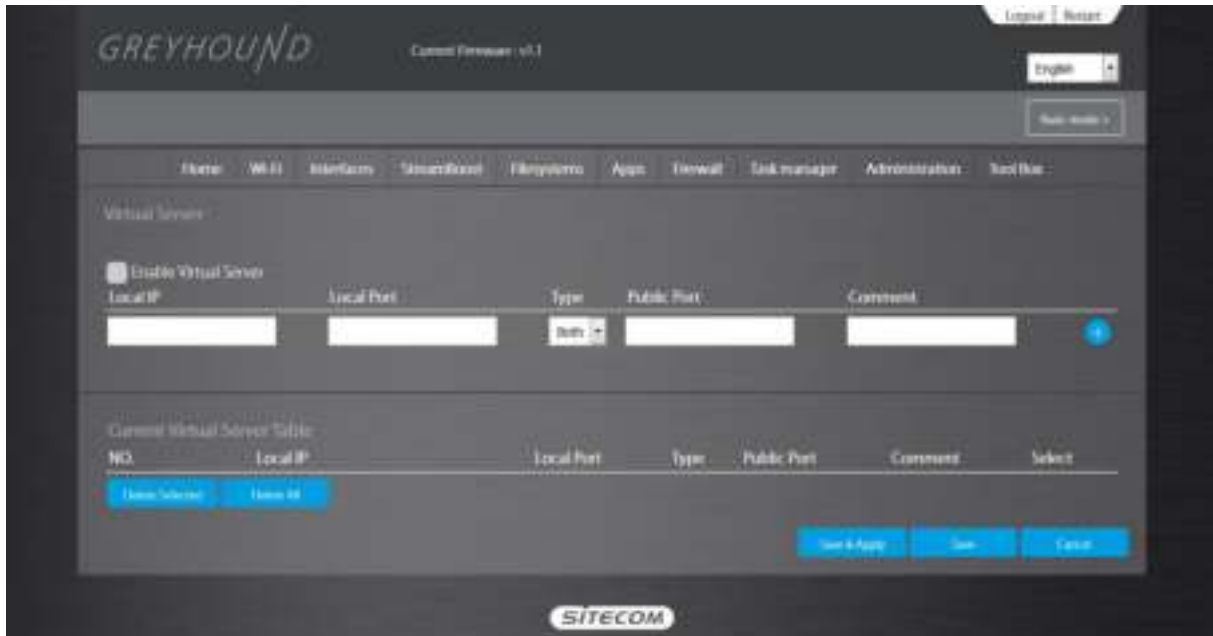 Logout Restart
GREYHOUND
Current Firmware : v1.1
English
Basic mode >
Home Wi-Fi Interfaces StreamBoost Filesystems Apps Firewall Task manager Administration Tool Box
Virtual Server
Enable Virtual Server
Local IP Local Port Type Public Port Comment
Both
+
Current Virtual Server Table
NO. Local IP Local Port Type Public Port Comment Select
Delete Selected Delete All
Save & Apply Save Cancel
SITECOM